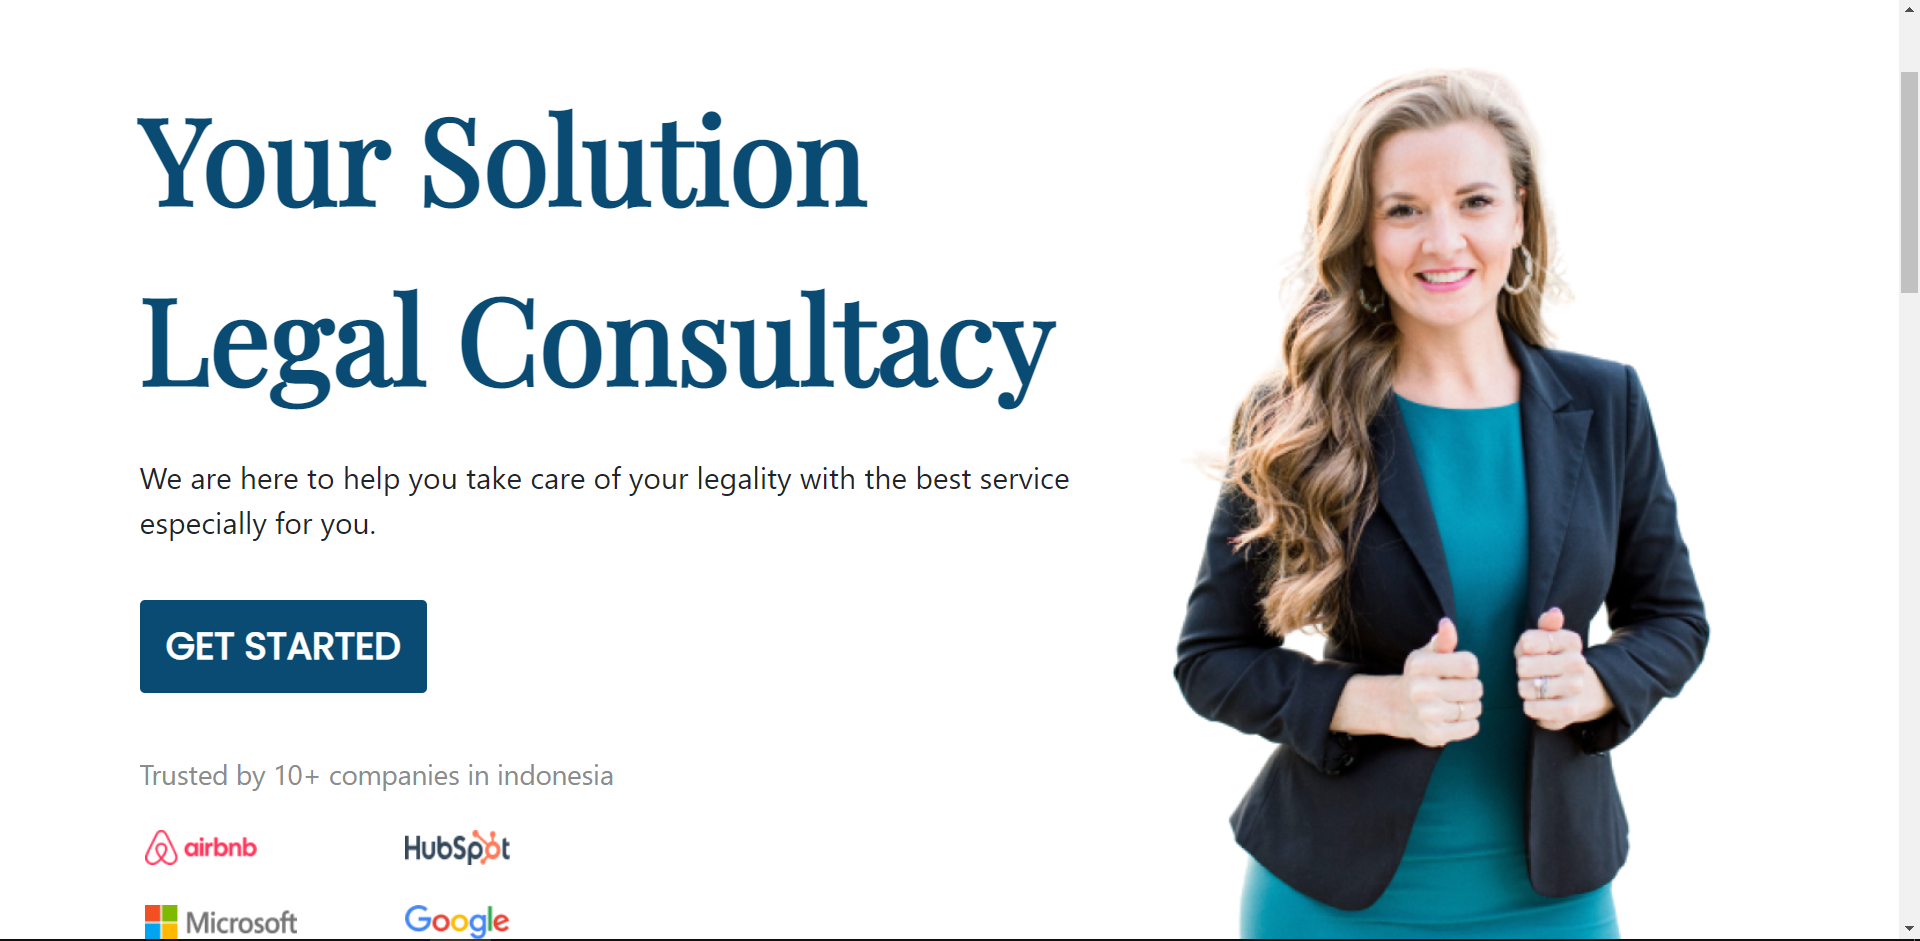 Your Solution
Legal Consultacy
We are here to help you take care of your legality with the best service
especially for you.
GET STARTED
Trusted by 10+ companies in indonesia
airbnb
HubSpot
Microsoft
Google